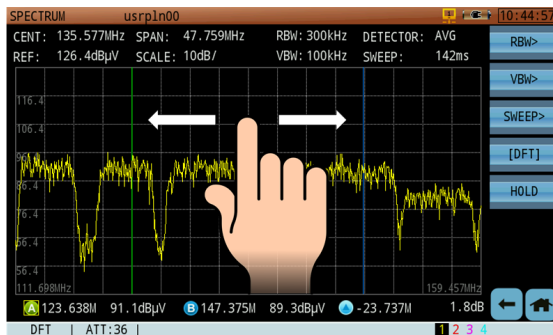 SPECTRUM usrpln00 10:44:57
CENT: 135.577MHz SPAN: 47.759MHz RBW: 300kHz DETECTOR: AVG
REF: 126.4dBμV SCALE: 10dB/ VBW: 100kHz SWEEP: 142ms
RBW>
VBW>
SWEEP>
[DFT]
HOLD
116.4
106.4
86.4
76.4
66.4
56.4
111.698MHz 159.457MHz
A 123.638M 91.1dBμV B 147.375M 89.3dBμV -23.737M 1.8dB
DFT | ATT:36 | 1 2 3 4